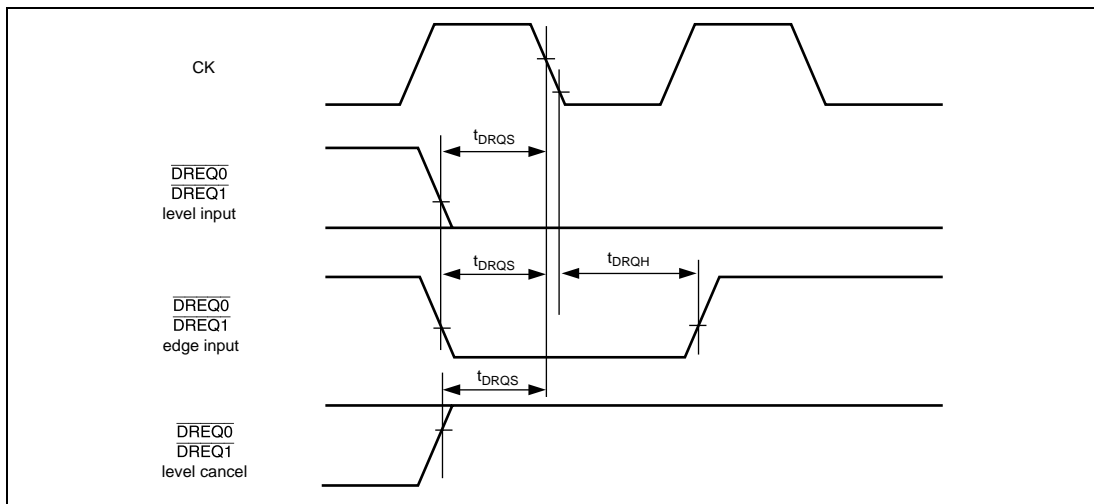 CK
tDRQS
DREQ0
DREQ1
level input
tDRQS
tDRQH
DREQ0
DREQ1
edge input
tDRQS
DREQ0
DREQ1
level cancel